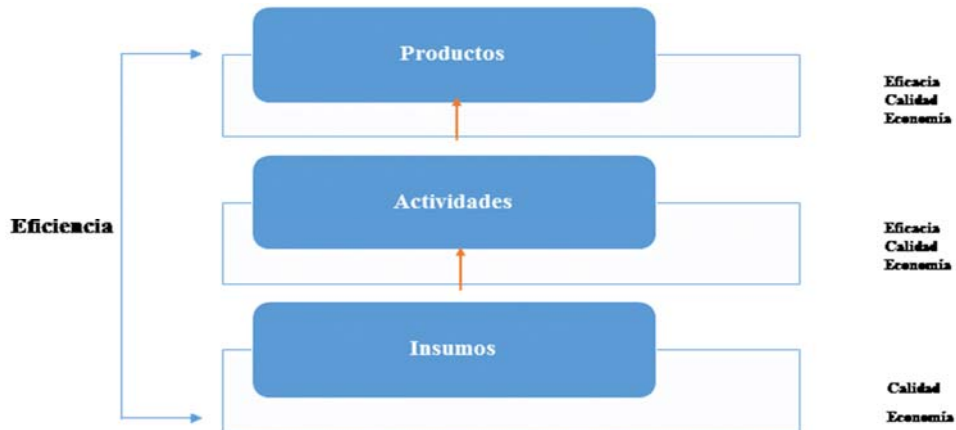 Productos
Eficacia
Calidad
Economía
Actividades
Eficiencia
Eficacia
Calidad
Economía
Insumos
Calidad
Economía